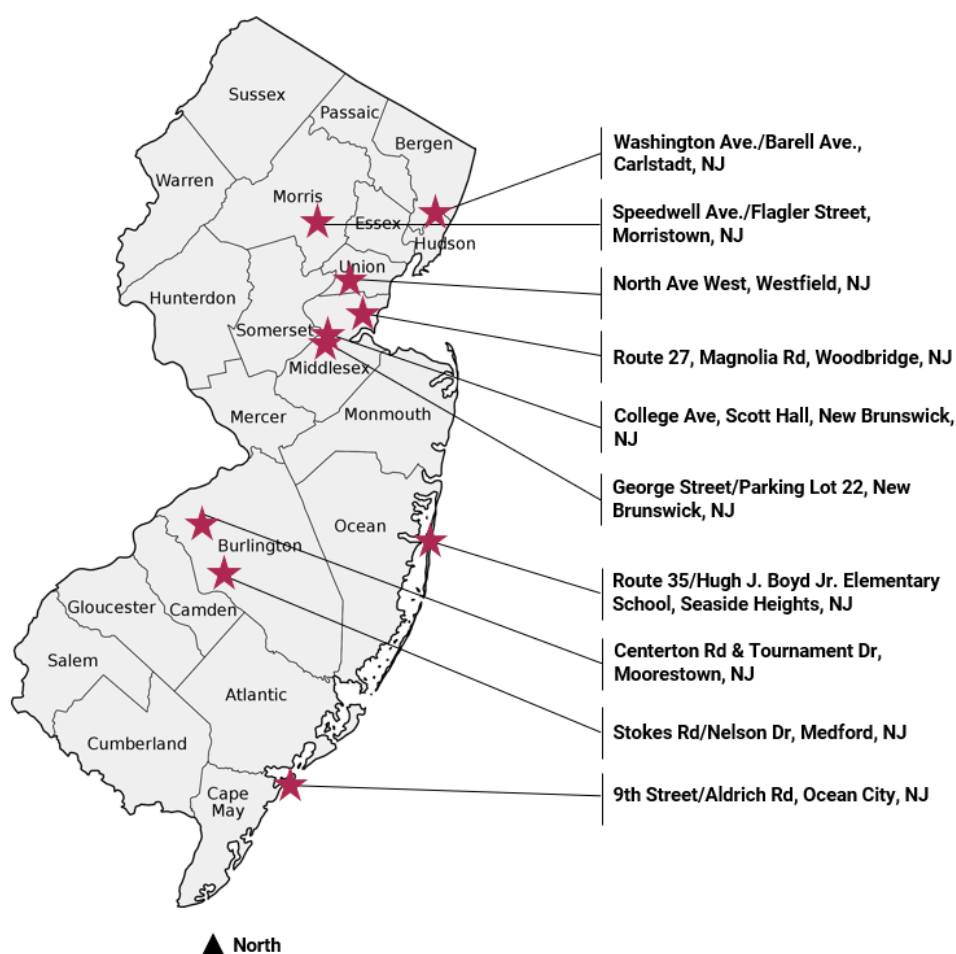 Sussex
Passaic
Bergen
Warren
Morris
Essex
Hudson
Union
Hunterdon
Somerset
Middlesex
Mercer
Monmouth
Ocean
Burlington
Gloucester
Camden
Salem
Atlantic
Cumberland
Cape
May
Washington Ave./Barell Ave.,
Carlstadt, NJ
Speedwell Ave./Flagler Street,
Morristown, NJ
North Ave West, Westfield, NJ
Route 27, Magnolia Rd, Woodbridge, NJ
College Ave, Scott Hall, New Brunswick,
NJ
George Street/Parking Lot 22, New
Brunswick, NJ
Route 35/Hugh J. Boyd Jr. Elementary
School, Seaside Heights, NJ
Centerton Rd & Tournament Dr,
Moorestown, NJ
Stokes Rd/Nelson Dr, Medford, NJ
9th Street/Aldrich Rd, Ocean City, NJ
North